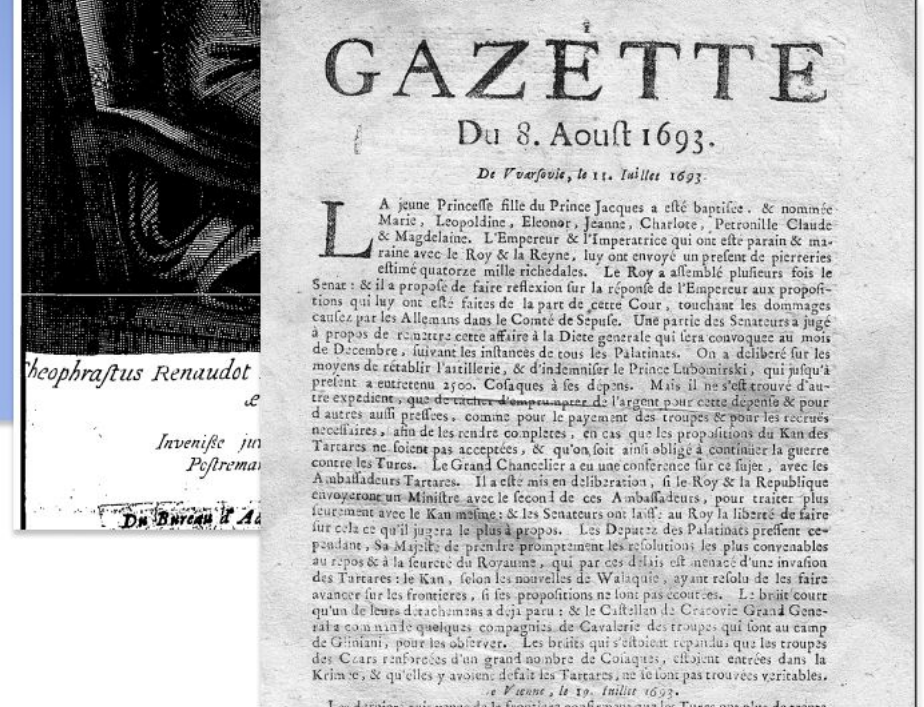 GAZETTE
Du 8. Aouſt 1693.
De Vvarſovie, le 11. Iuillet 1693.
LA jeune Princeſſe fille du Prince Jacques a eſté baptiſée, & nommée
Marie, Leopoldine, Eleonor, Jeanne, Charlote, Petronille Claude
& Magdelaine. L'Empereur & l'Imperatrice qui ont eſté parain & ma-
raine avec le Roy & la Reyne, luy ont envoyé un preſent de pierreries
eſtimé quatorze mille richedales. Le Roy a aſſemblé pluſieurs fois le
Senat: & il a propoſé de faire reflexion ſur la réponſe de l'Empereur aux propoſi-
tions qui luy ont eſté faites de la part de cette Cour, touchant les dommages
cauſez par les Allemans dans le Comté de Sepuſe. Une partie des Senateurs a jugé
à propos de remettre cette affaire à la Diete generale qui ſera convoquée au mois
de Decembre, ſuivant les inſtances de tous les Palatinats. On a deliberé ſur les
moyens de rétablir l'artillerie, & d'indemniſer le Prince Lubomirski, qui juſqu'à
preſent a entretenu 2500. Coſaques à ſes dépens. Mais il ne s'eſt trouvé d'au-
tre expedient, que de tâcher d'emprumpter de l'argent pour cette dépenſe & pour
d'autres auſſi preſſées, comme pour le payement des troupes & pour les recruës
neceſſaires, afin de les rendre completes, en cas que les propoſitions du Kan des
Tartares ne ſoient pas acceptées, & qu'on ſoit ainſi obligé à continüer la guerre
contre les Turcs. Le Grand Chancelier a eu une conference ſur ce ſujet, avec les
Ambaſſadeurs Tartares. Il a eſté mis en deliberation, ſi le Roy & la Republique
envoyeront un Miniſtre avec le ſecond de ces Ambaſſadeurs, pour traiter plus
ſeurement avec le Kan meſme: & les Senateurs ont laiſſé au Roy la liberté de faire
ſur cela ce qu'il jugera le plus à propos. Les Deputez des Palatinats preſſent ce-
pendant, Sa Majeſté de prendre promptement les reſolutions les plus convenables
au repos & à la ſeureté du Royaume, qui par ces délais eſt menacé d'une invaſion
des Tartares: le Kan, ſelon les nouvelles de Walaquie, ayant reſolu de les faire
avancer ſur les frontieres, ſi ſes propoſitions ne ſont pas écoutées. Le bruit court
qu'un de leurs détachemens a déja paru: & le Caſtellan de Cracovie Grand Gene-
ral a commandé quelques compagnies de Cavalerie des troupes qui ſont au camp
de Gliniani, pour les obſerver. Les bruits qui s'eſtoient répandus, que les troupes
des Czars renforcées d'un grand nombre de Coſaques, eſtoient entrées dans la
Krimée, & qu'elles y avoient défait les Tartares, ne ſe ſont pas trouvées veritables.
e Vienne, le 19. Iuillet 1693.
heophraſtus Renaudot
æ
Inveniſſe
Poſtrema
Du Bureau d'Ad